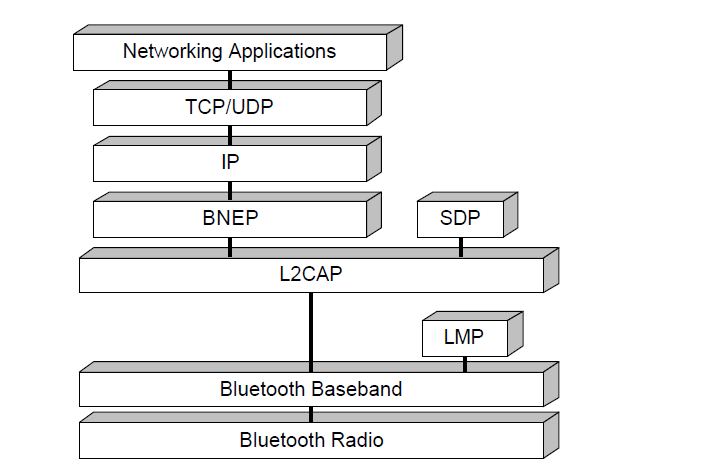 Networking Applications
TCP/UDP
IP
BNEP
SDP
L2CAP
LMP
Bluetooth Baseband
Bluetooth Radio